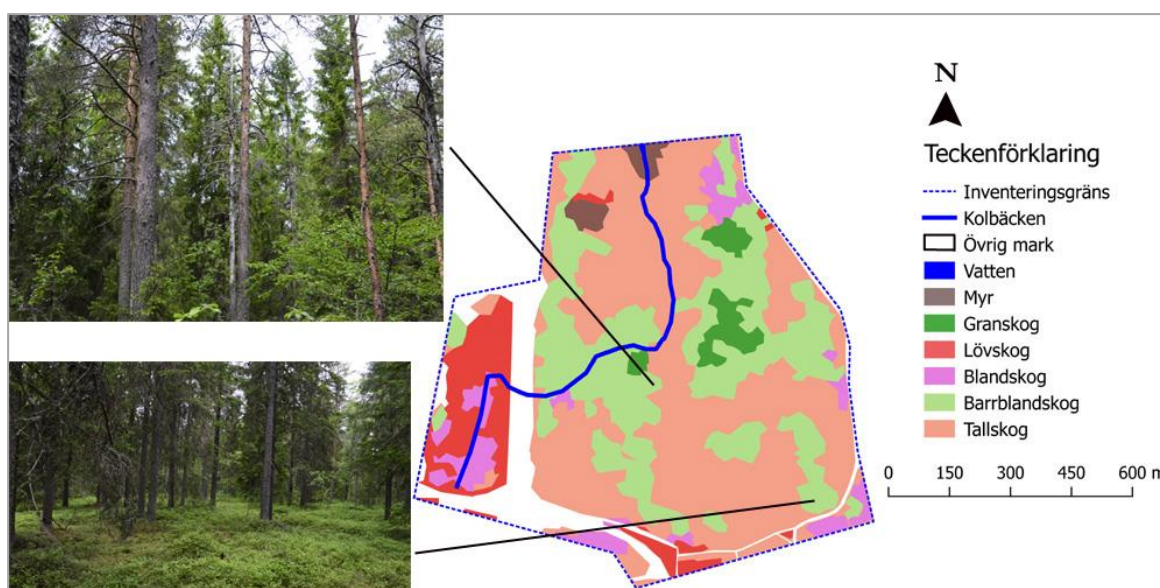 N
Teckenförklaring
Inventeringsgräns
Kolbäcken
Övrig mark
Vatten
Myr
Granskog
Lövskog
Blandskog
Barrblandskog
Tallskog
0 150 300 450 600 m